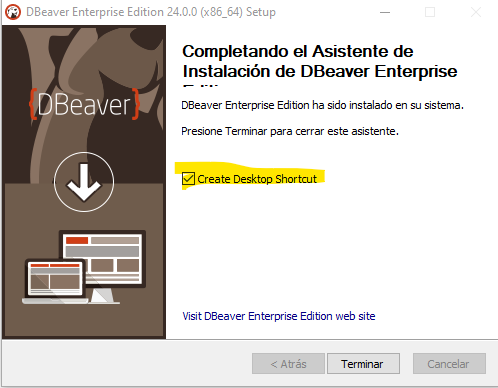 DBeaver Enterprise Edition 24.0.0 (x86_64) Setup
{DBeaver}
Completando el Asistente de
Instalación de DBeaver Enterprise
DBeaver Enterprise Edition ha sido instalado en su sistema.
Presione Terminar para cerrar este asistente.
Create Desktop Shortcut
Visit DBeaver Enterprise Edition web site
< Atrás
Terminar
Cancelar